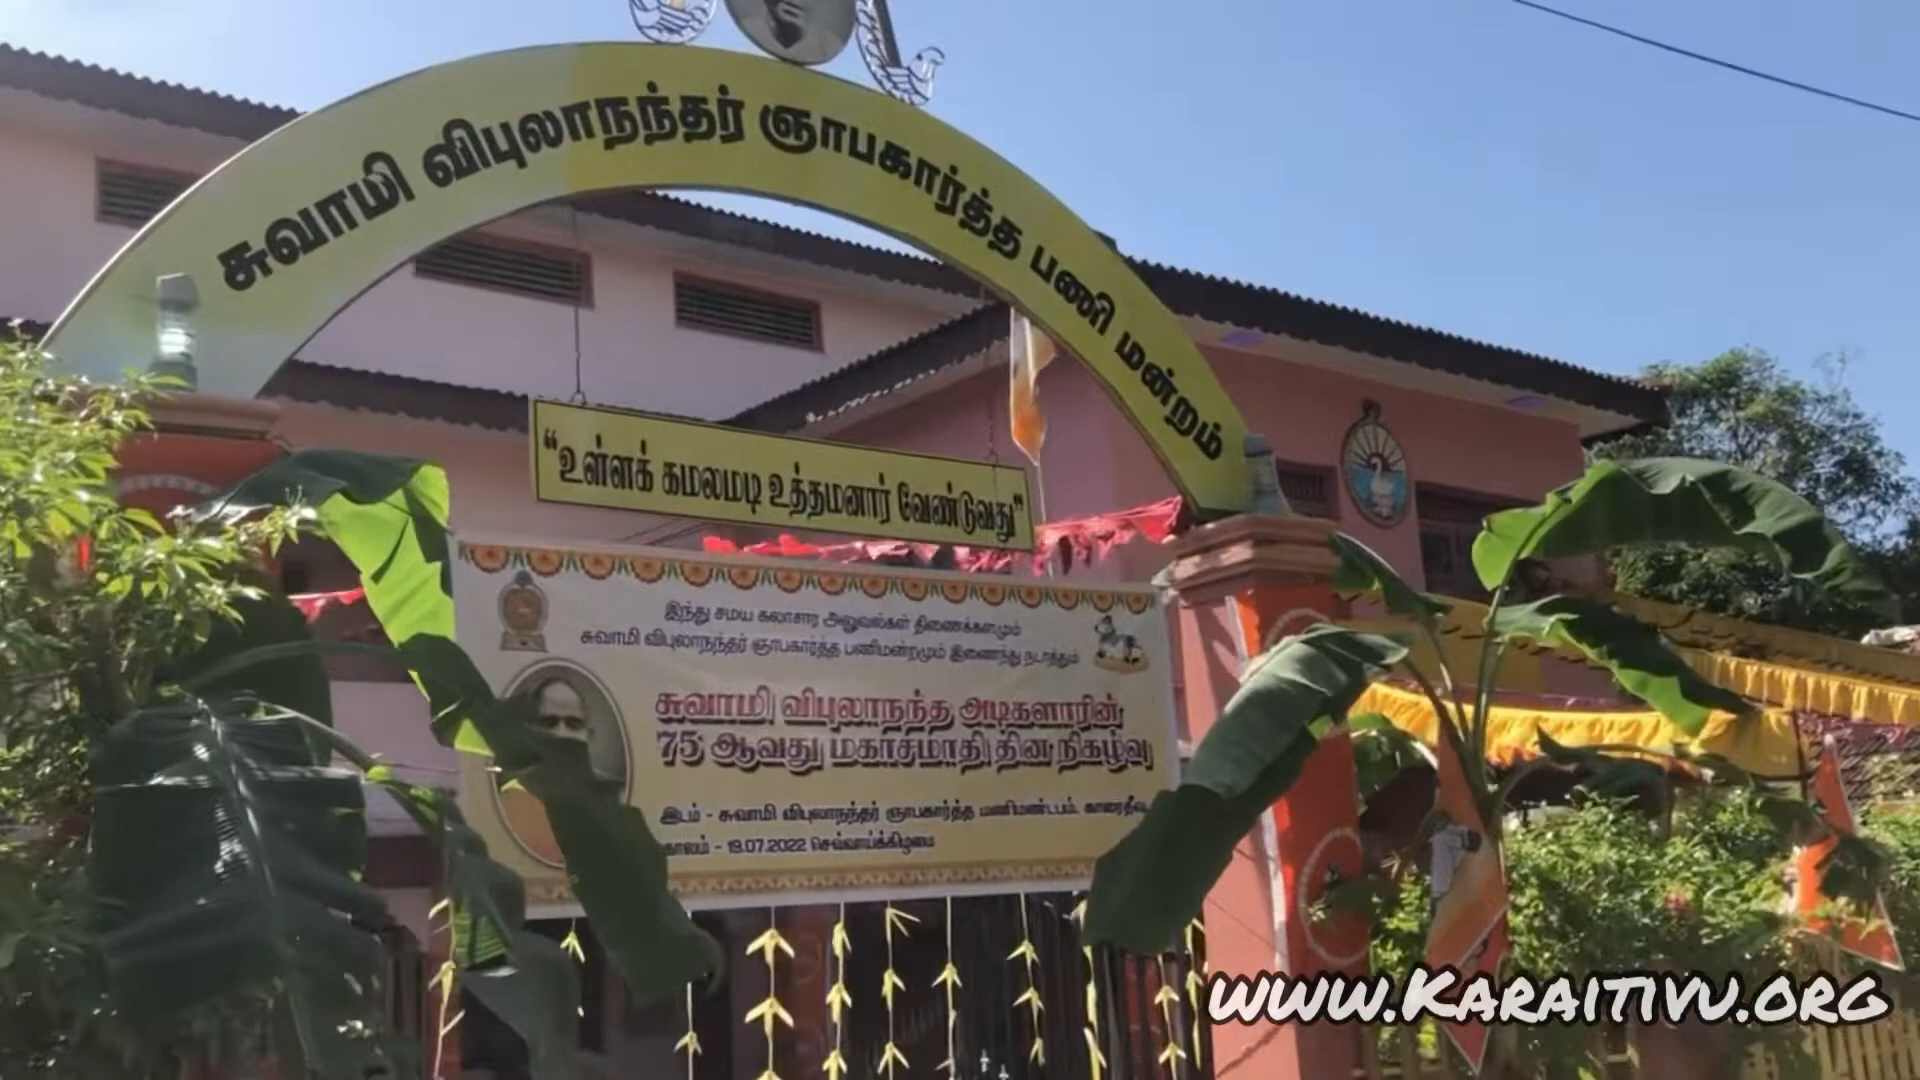 சுவாமி விபுலாநந்தர் ஞாபகார்த்த பணி மன்றம்
“உள்ளக் கமலமடி உத்தமனார் வேண்டுவது”
இந்து சமய கலாசார அலுவல்கள் திணைக்களமும்
சுவாமி விபுலாநந்தர் ஞாபகார்த்த பணிமன்றமும் இணைந்து நடாத்தும்
சுவாமி விபுலாநந்த அடிகளாரின்
75 ஆவது மகாசமாதி தின நிகழ்வு
இடம் - சுவாமி விபுலாநந்தர் ஞாபகார்த்த மணிமண்டபம், காரைதீவு
காலம் - 19.07.2022 செவ்வாய்க்கிழமை
www.Karaitivu.org